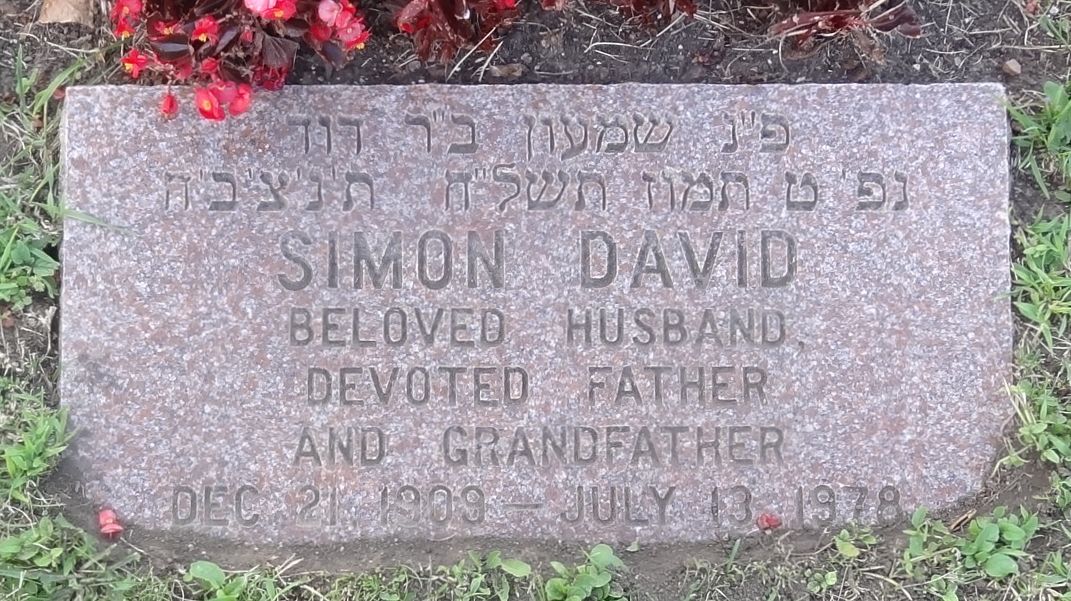 פ"נ שמעון ב"ר דוד
נפ' ט תמוז תשל"ח ת'נ'צ'ב'ה
SIMON DAVID
BELOVED HUSBAND,
DEVOTED FATHER
AND GRANDFATHER
DEC. 21, 1909 — JULY 13, 1978